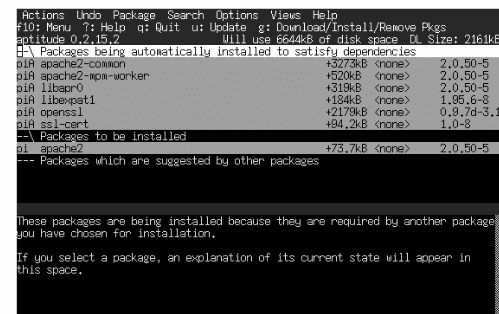 Actions Undo Package Search Options Views Help
f10: Menu ?: Help q: Quit u: Update g: Download/Install/Remove Pkgs
aptitude 0.2.15.2 Will use 6644kB of disk space DL Size: 2161kB
--\ Packages being automatically installed to satisfy dependencies
piA apache2-common +3273kB <none> 2.0.50-5
piA apache2-mpm-worker +520kB <none> 2.0.50-5
piA libapr0 +319kB <none> 2.0.50-5
piA libexpat1 +184kB <none> 1.95.6-8
piA openssl +2179kB <none> 0.9.7d-3.1
piA ssl-cert +94.2kB <none> 1.0-8
--\ Packages to be installed
pi apache2 +73.7kB <none> 2.0.50-5
--- Packages which are suggested by other packages
These packages are being installed because they are required by another package
you have chosen for installation.
If you select a package, an explanation of its current state will appear in
this space.